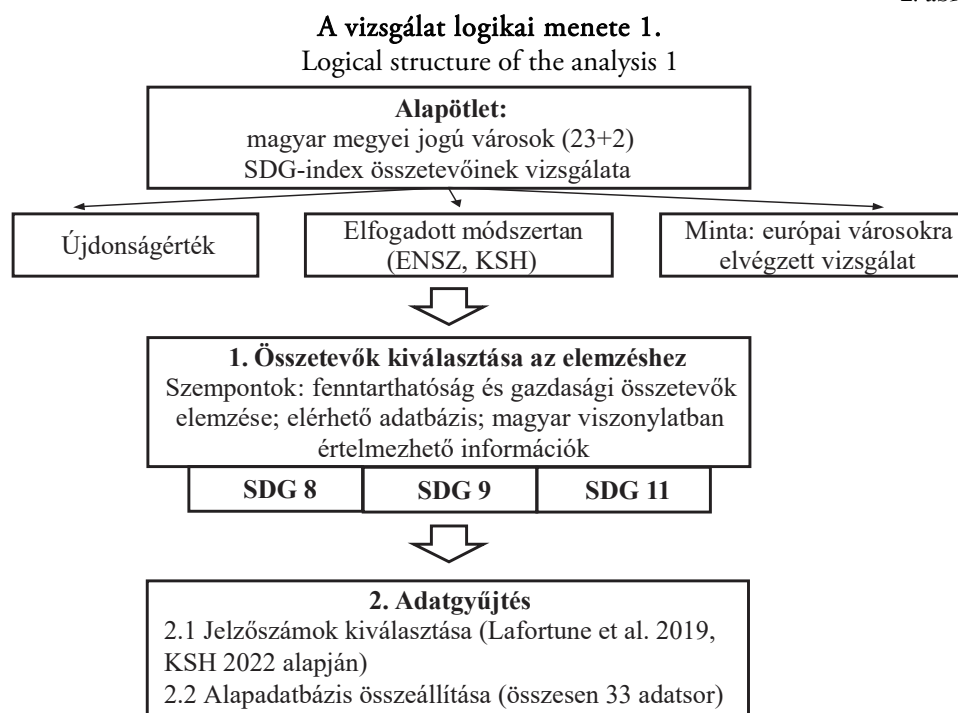 A vizsgálat logikai menete 1.
Logical structure of the analysis 1
Alapötlet:
magyar megyei jogú városok (23+2)
SDG-index összetevőinek vizsgálata
Újdonságérték
Elfogadott módszertan
(ENSZ, KSH)
Minta: európai városokra
elvégzett vizsgálat
1. Összetevők kiválasztása az elemzéshez
Szempontok: fenntarthatóság és gazdasági összetevők
elemzése; elérhető adatbázis; magyar viszonylatban
értelmezhető információk
SDG 8
SDG 9
SDG 11
2. Adatgyűjtés
2.1 Jelzőszámok kiválasztása (Lafortune et al. 2019,
KSH 2022 alapján)
2.2 Alapadatbázis összeállítása (összesen 33 adatsor)